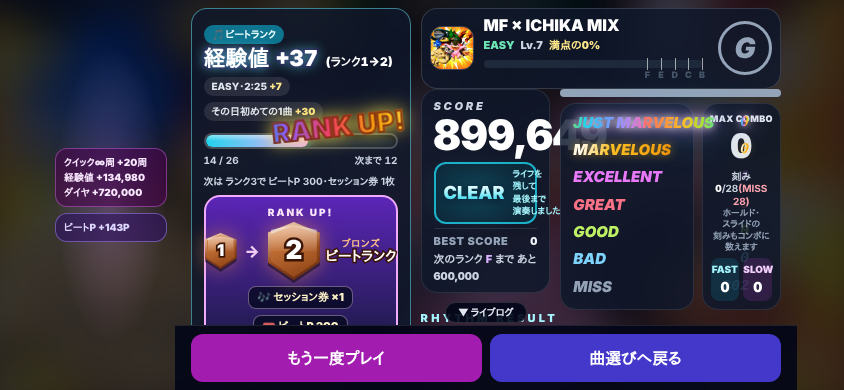 クイック∞周 +20周
経験値 +134,980
ダイヤ +720,000
ビートP +143P
🎵ビートランク
経験値 +37 (ランク1→2)
EASY・2:25 +7
その日初めての1曲 +30
RANK UP!
14 / 26 次まで 12
次は ランク3で ビートP 300・セッション券 1枚
RANK UP!
1 → 2 ブロンズ
ビートランク
🎶 セッション券 ×1
ビートP 300
MF × ICHIKA MIX
EASY Lv.7 満点の0%
F E D C B
G
SCORE
899,649
CLEAR
ライフを
残して
最後まで
演奏しました
BEST SCORE 0
次のランク F まで あと
600,000
JUST MARVELOUS
MARVELOUS
EXCELLENT
GREAT
GOOD
BAD
MISS
MAX COMBO
0
刻み
0/28(MISS
28)
ホールド・
スライドの
刻みもコンボに
数えます
FAST SLOW
0 0
▼ ライブログ
もう一度プレイ
曲選びへ戻る